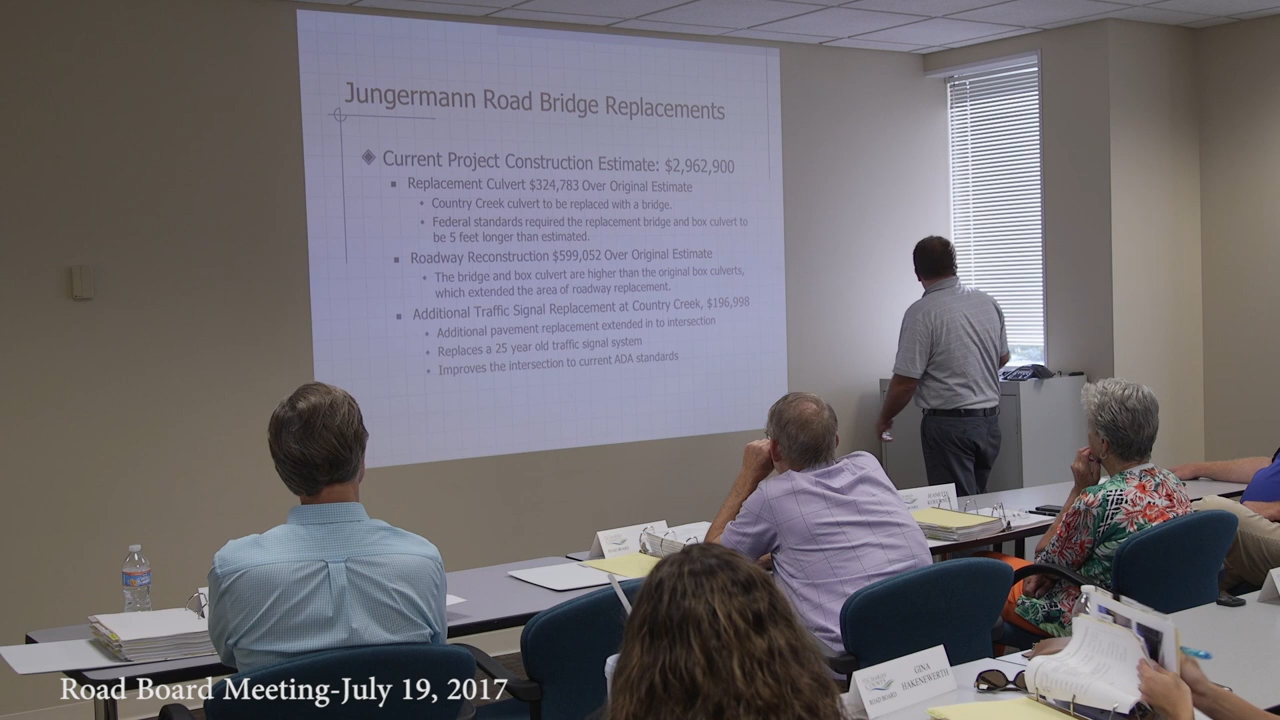 Jungermann Road Bridge Replacements
Current Project Construction Estimate: $2,962,900
Replacement Culvert $324,783 Over Original Estimate
Country Creek culvert to be replaced with a bridge.
Federal standards required the replacement bridge and box culvert to
be 5 feet longer than estimated.
Roadway Reconstruction $599,052 Over Original Estimate
The bridge and box culvert are higher than the original box culverts,
which extended the area of roadway replacement.
Additional Traffic Signal Replacement at Country Creek, $196,998
Additional pavement replacement extended in to intersection
Replaces a 25 year old traffic signal system
Improves the intersection to current ADA standards
GINA
HAKENEWERTH
ROAD BOARD
Road Board Meeting-July 19, 2017